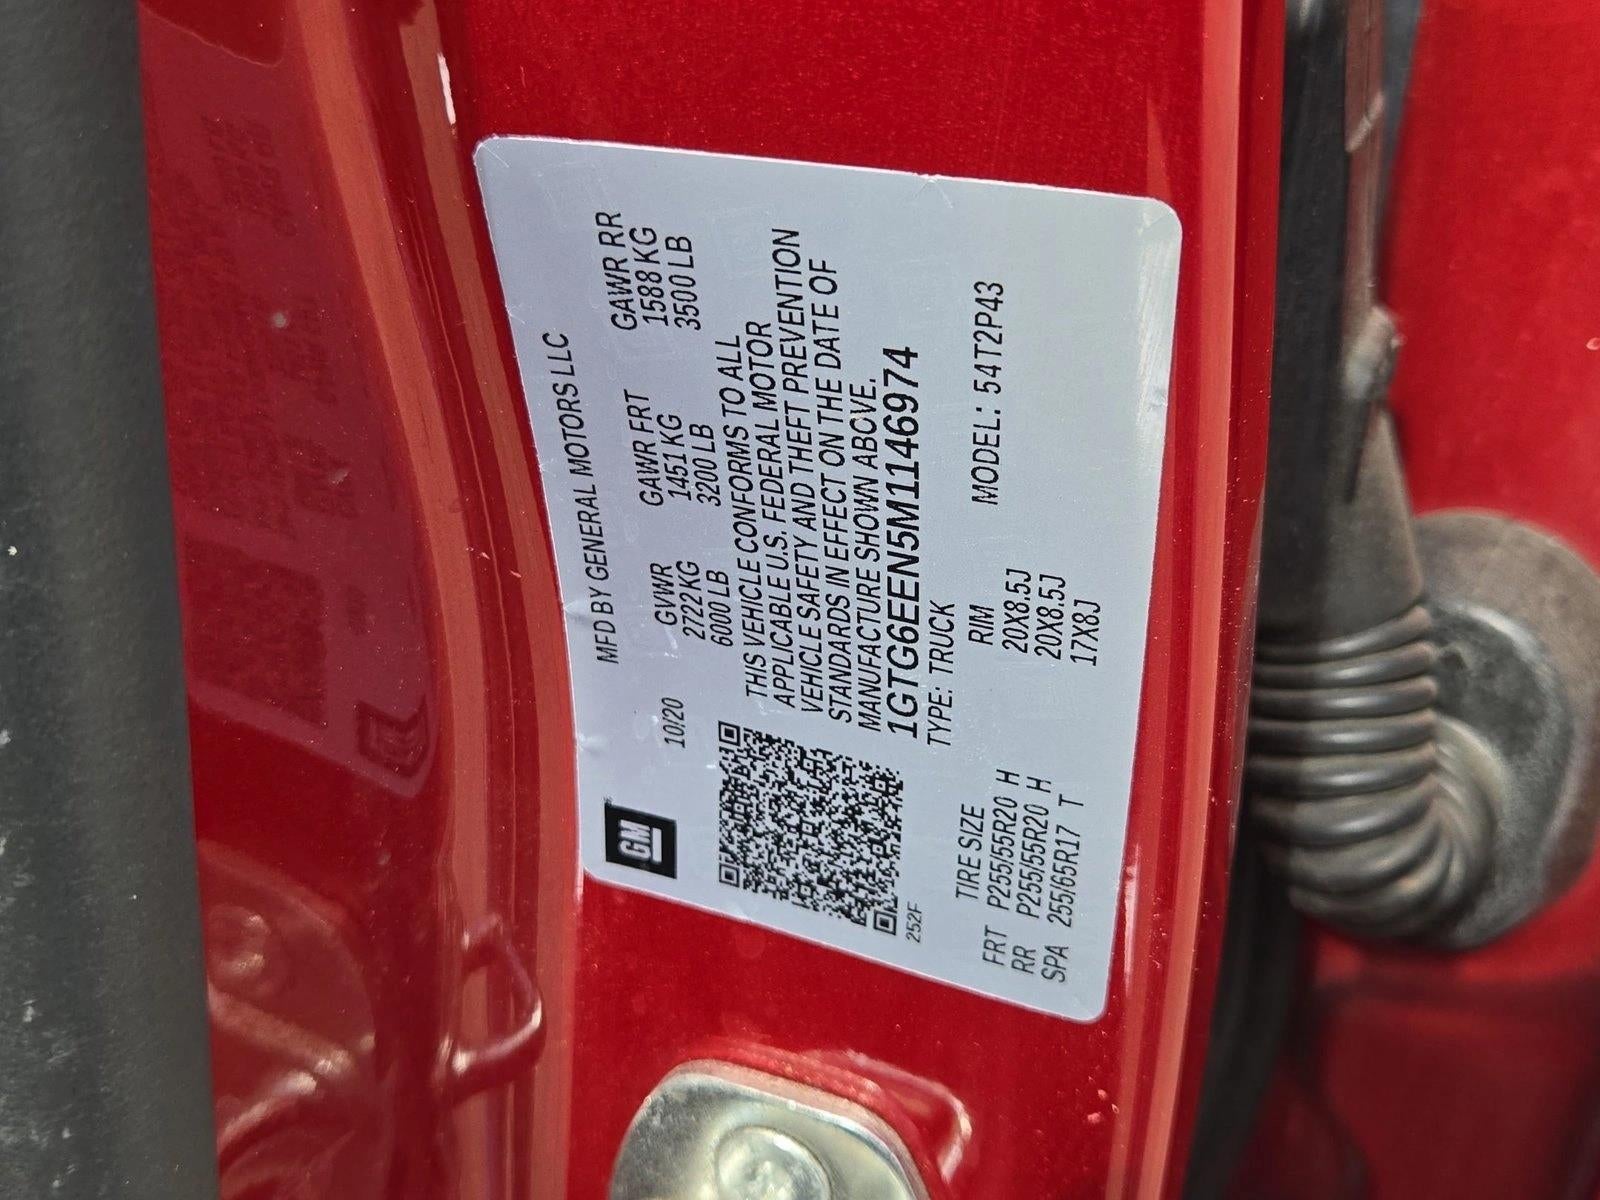 GM
MFD BY GENERAL MOTORS LLC
10/20
GVWR GAWR FRT GAWR RR
2722 KG 1451 KG 1588 KG
6000 LB 3200 LB 3500 LB
THIS VEHICLE CONFORMS TO ALL
APPLICABLE U.S. FEDERAL MOTOR
VEHICLE SAFETY AND THEFT PREVENTION
STANDARDS IN EFFECT ON THE DATE OF
MANUFACTURE SHOWN ABOVE.
1GTG6EEN5M1146974
252F
TYPE: TRUCK
MODEL: 54T2P43
TIRE SIZE RIM
FRT P255/55R20 H 20X8.5J
RR P255/55R20 H 20X8.5J
SPA 255/65R17 T 17X8J